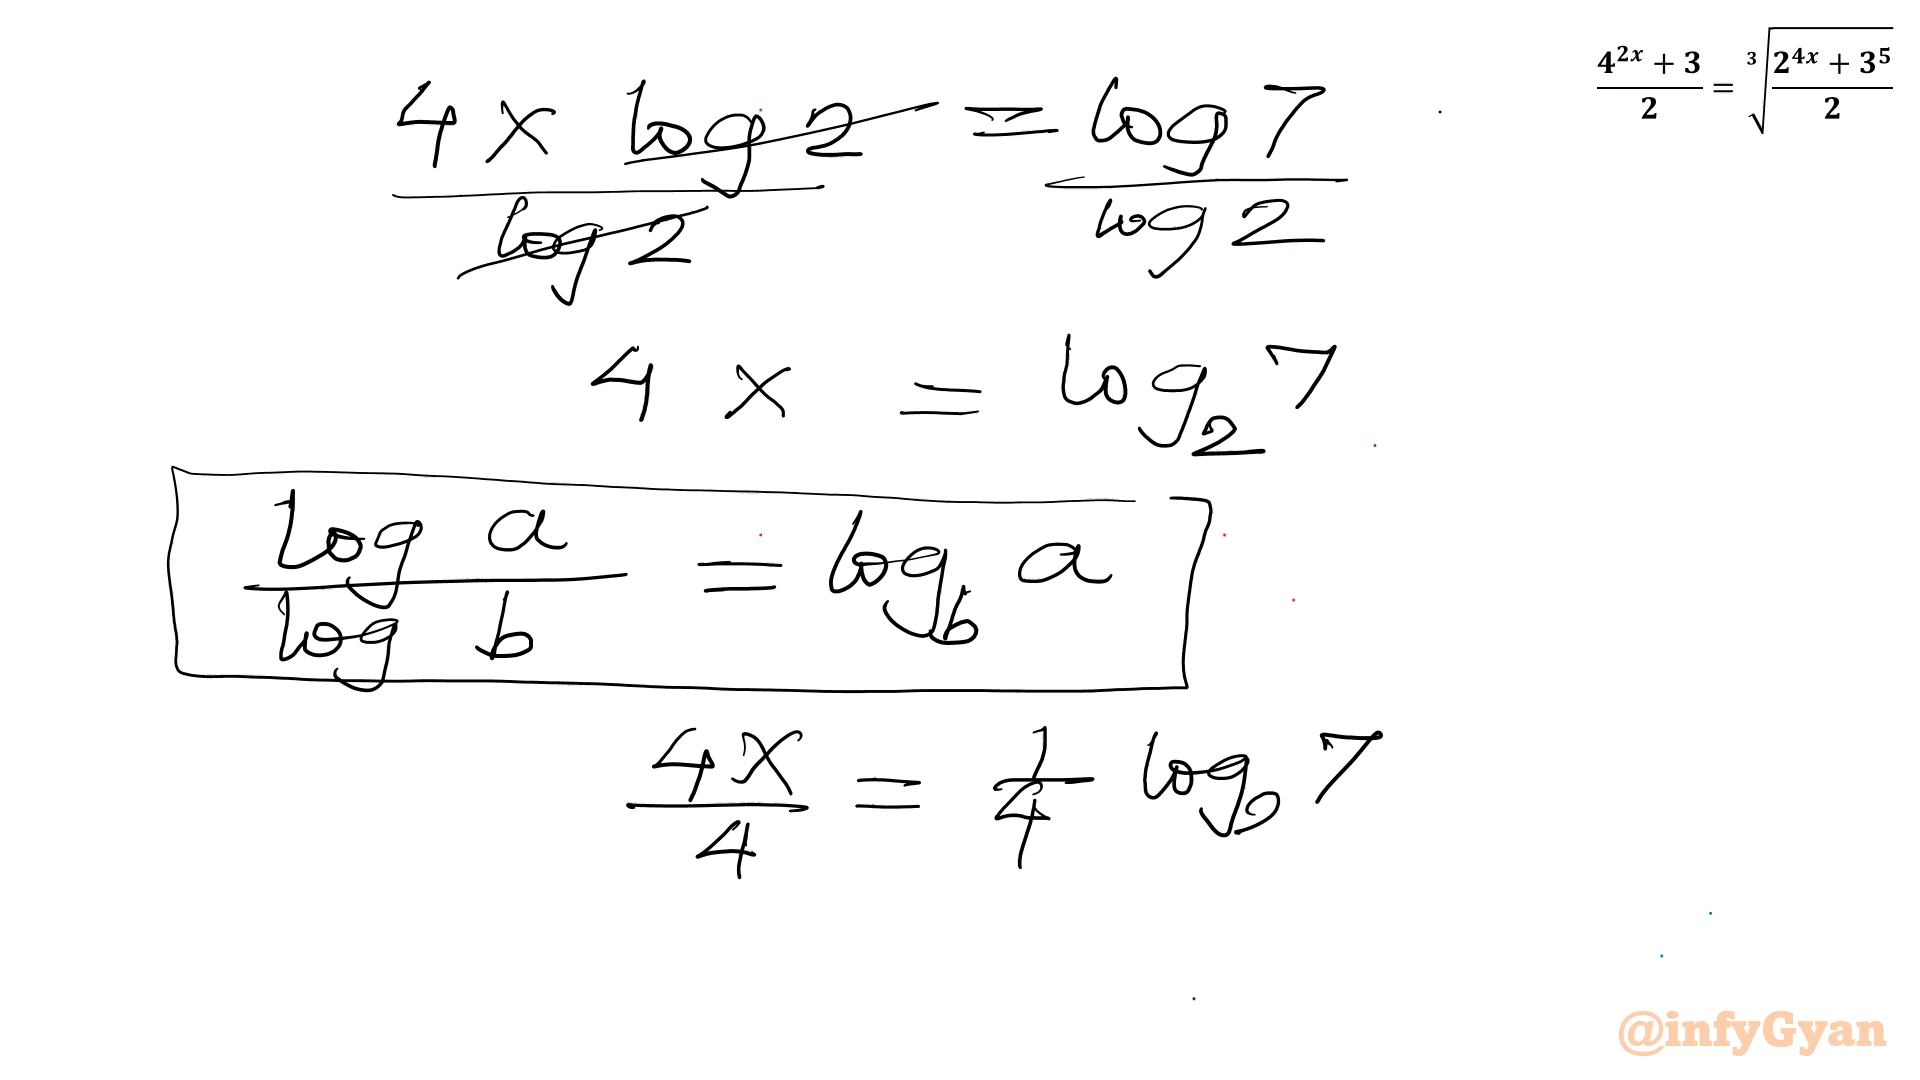 (4^{2x} + 3)/2 = ∛((2^{4x} + 3^5)/2)
4x log 2 / log 2 = log 7 / log 2
4x = log₂ 7
log a / log b = log_b a
4x/4 = 1/4 log₂ 7
@infyGyan